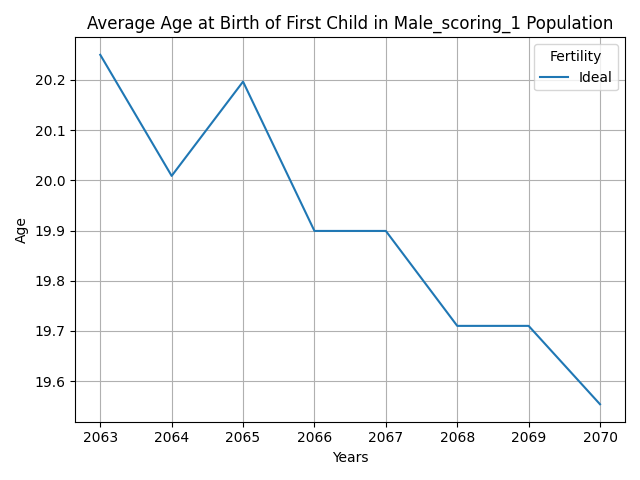 Average Age at Birth of First Child in Male_scoring_1 Population
Fertility
Ideal
20.2
20.1
20.0
19.9
19.8
19.7
19.6
Age
2063 2064 2065 2066 2067 2068 2069 2070
Years